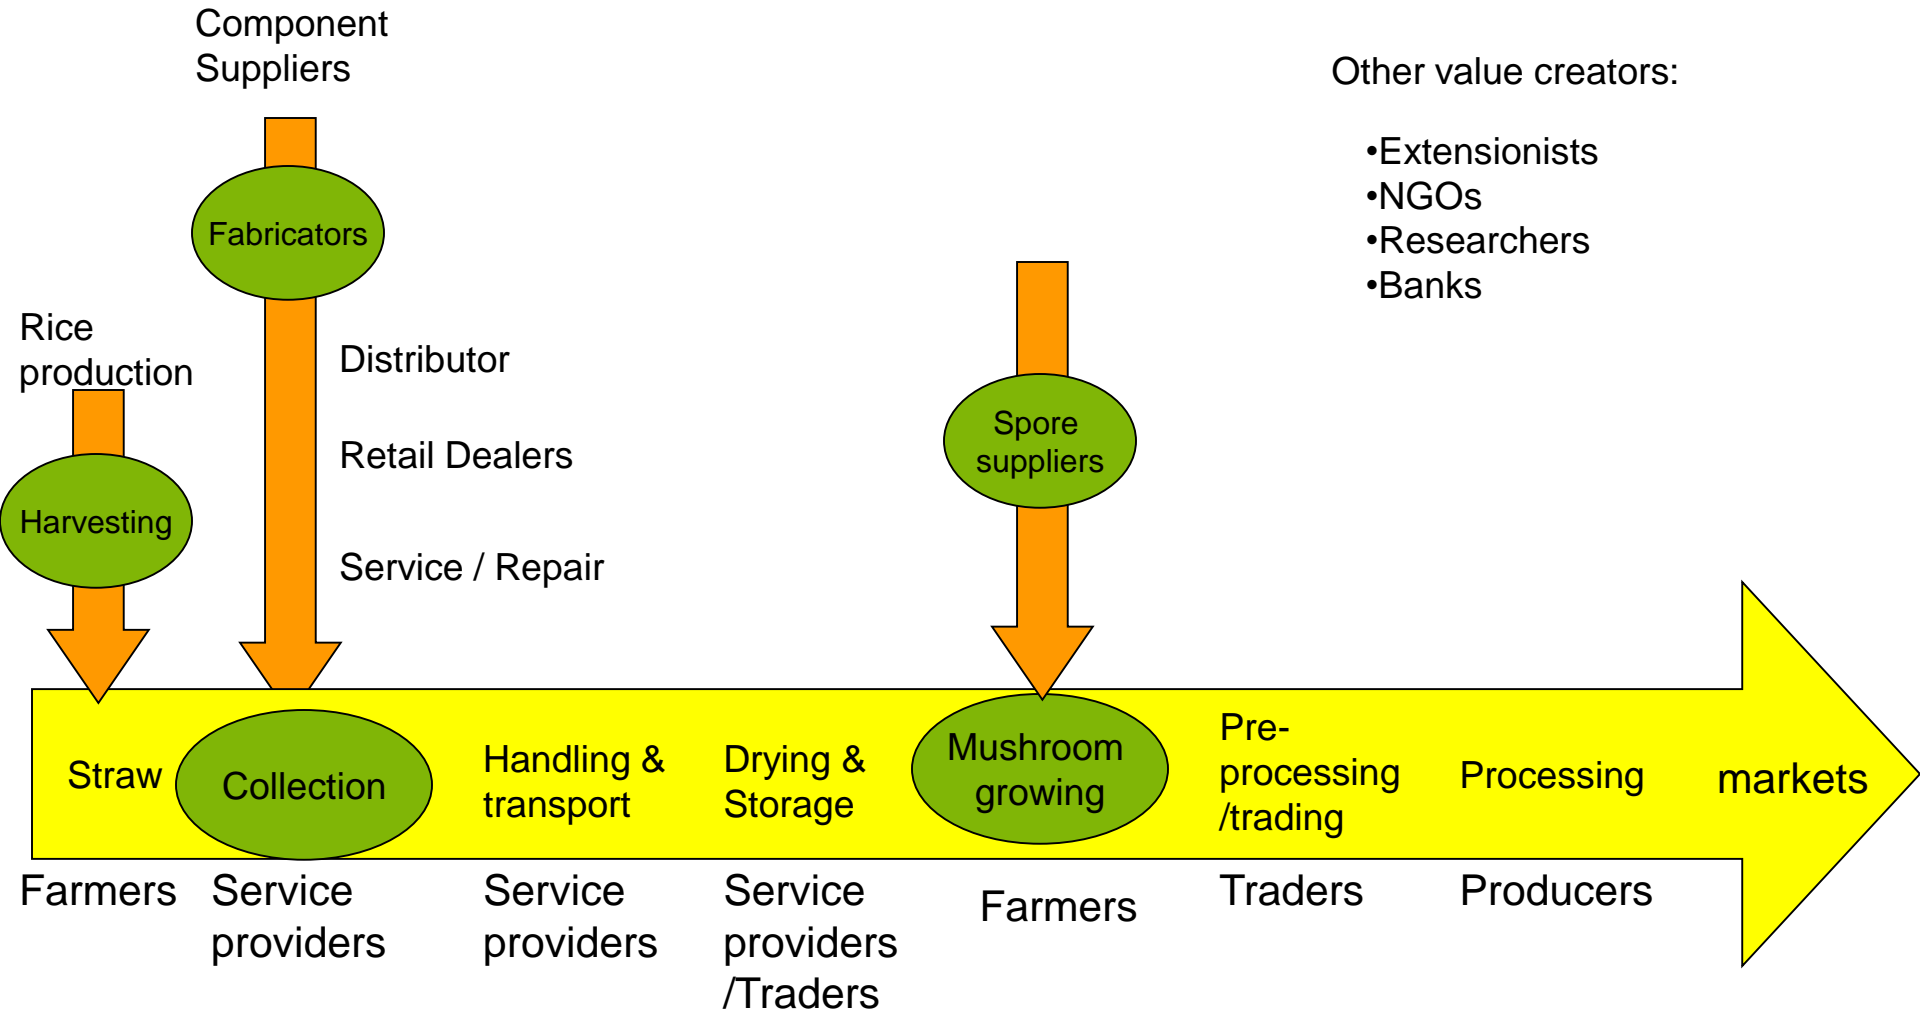 Component
Suppliers
Other value creators:
•Extensionists
•NGOs
•Researchers
•Banks
Fabricators
Rice
production
Distributor
Retail Dealers
Service / Repair
Harvesting
Spore
suppliers
Straw
Collection
Handling &
transport
Drying &
Storage
Mushroom
growing
Pre-
processing
/trading
Processing
markets
Farmers
Service
providers
Service
providers
Service
providers
/Traders
Farmers
Traders
Producers